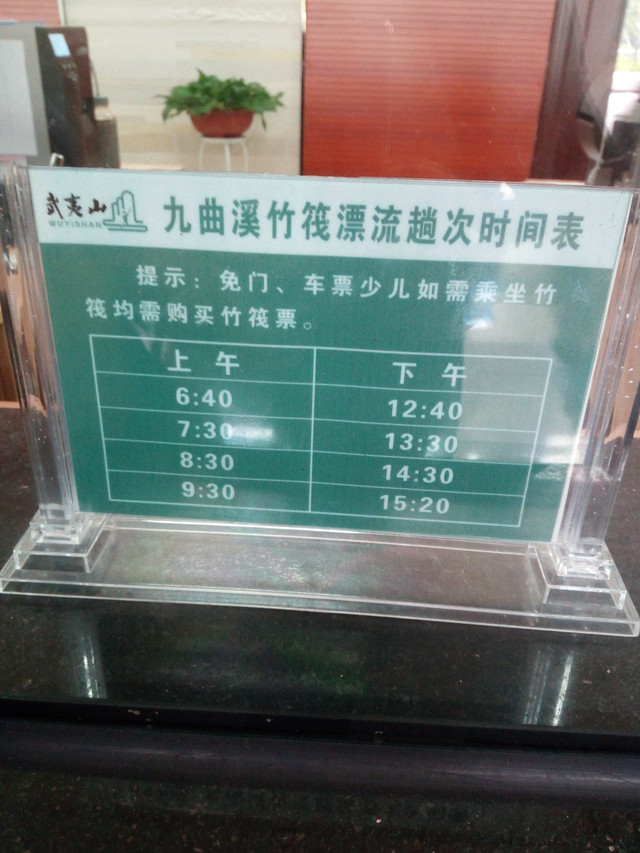 武夷山
WUYISHAN
九曲溪竹筏漂流趟次时间表
提示：免门、车票少儿如需乘坐竹
筏均需购买竹筏票。
上午 下午
6:40 12:40
7:30 13:30
8:30 14:30
9:30 15:20